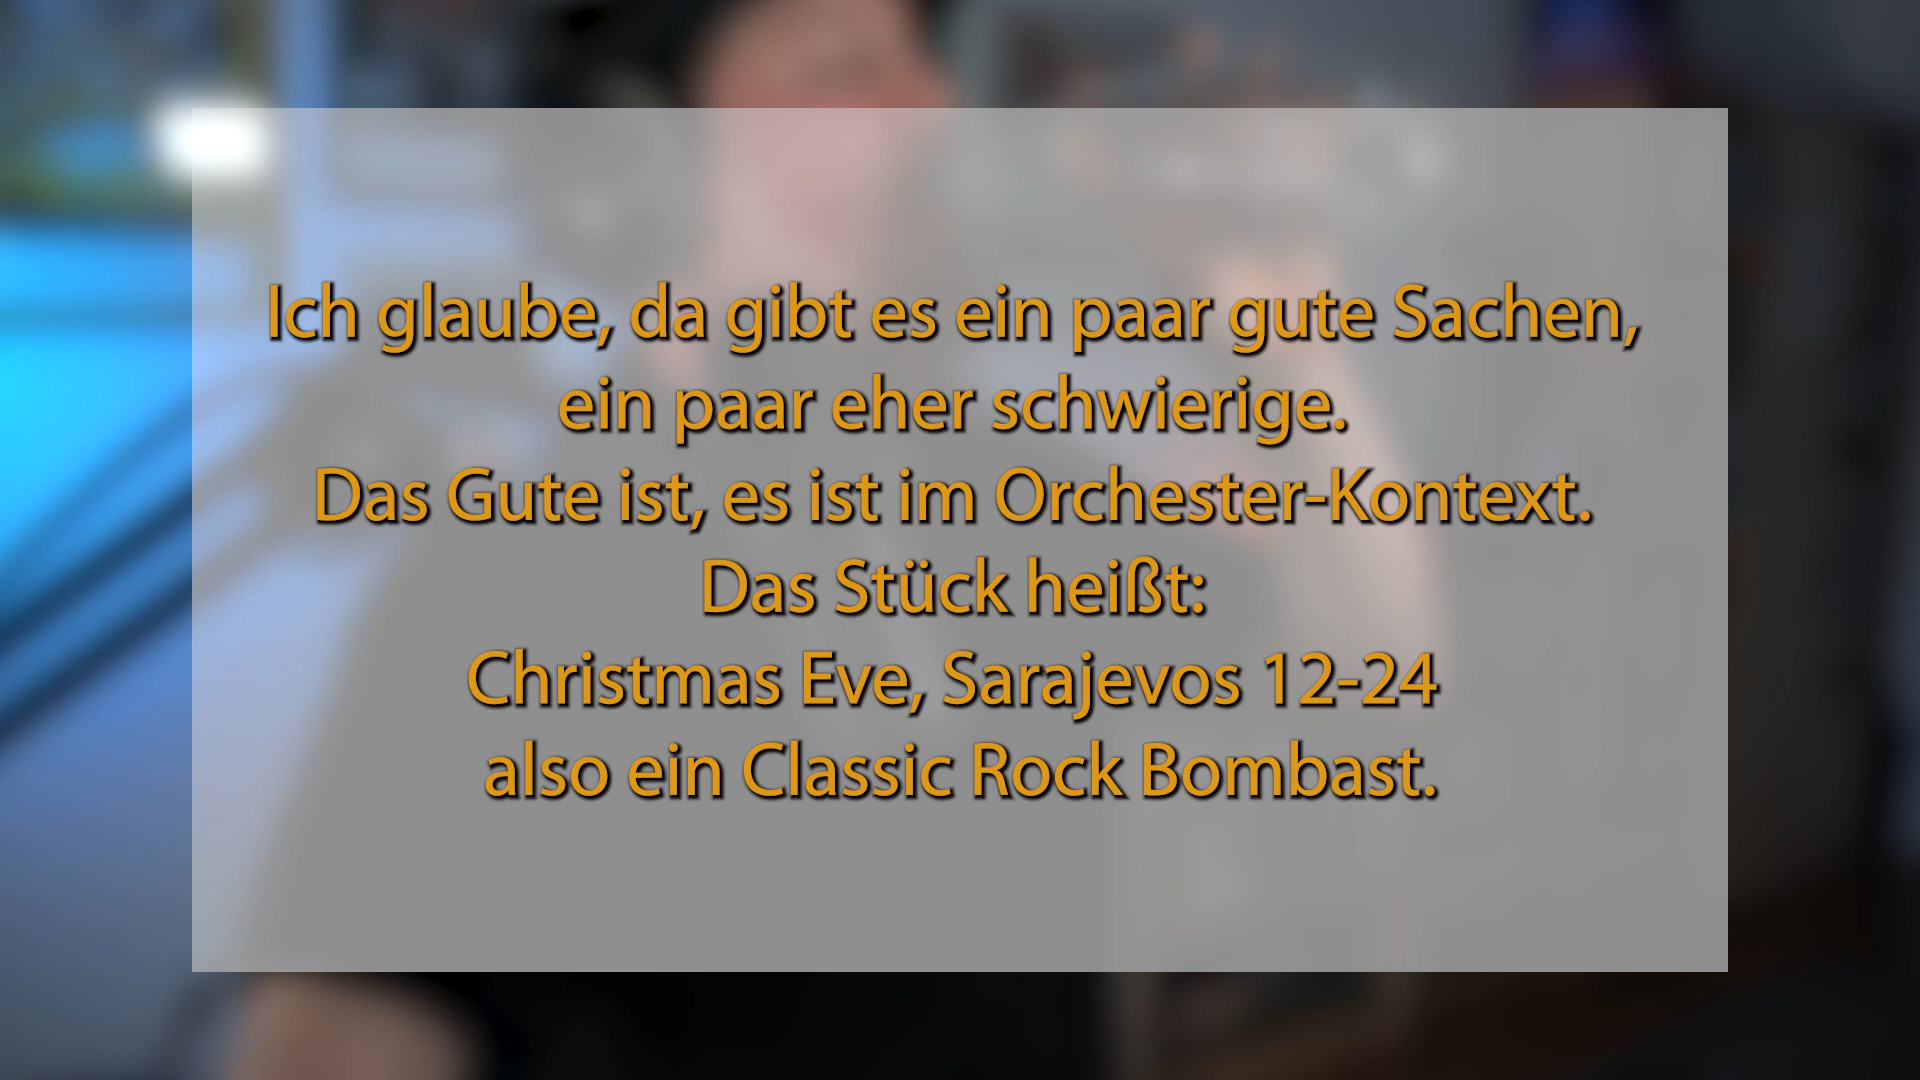 Ich glaube, da gibt es ein paar gute Sachen,
ein paar eher schwierige.
Das Gute ist, es ist im Orchester-Kontext.
Das Stück heißt:
Christmas Eve, Sarajevos 12-24
also ein Classic Rock Bombast.